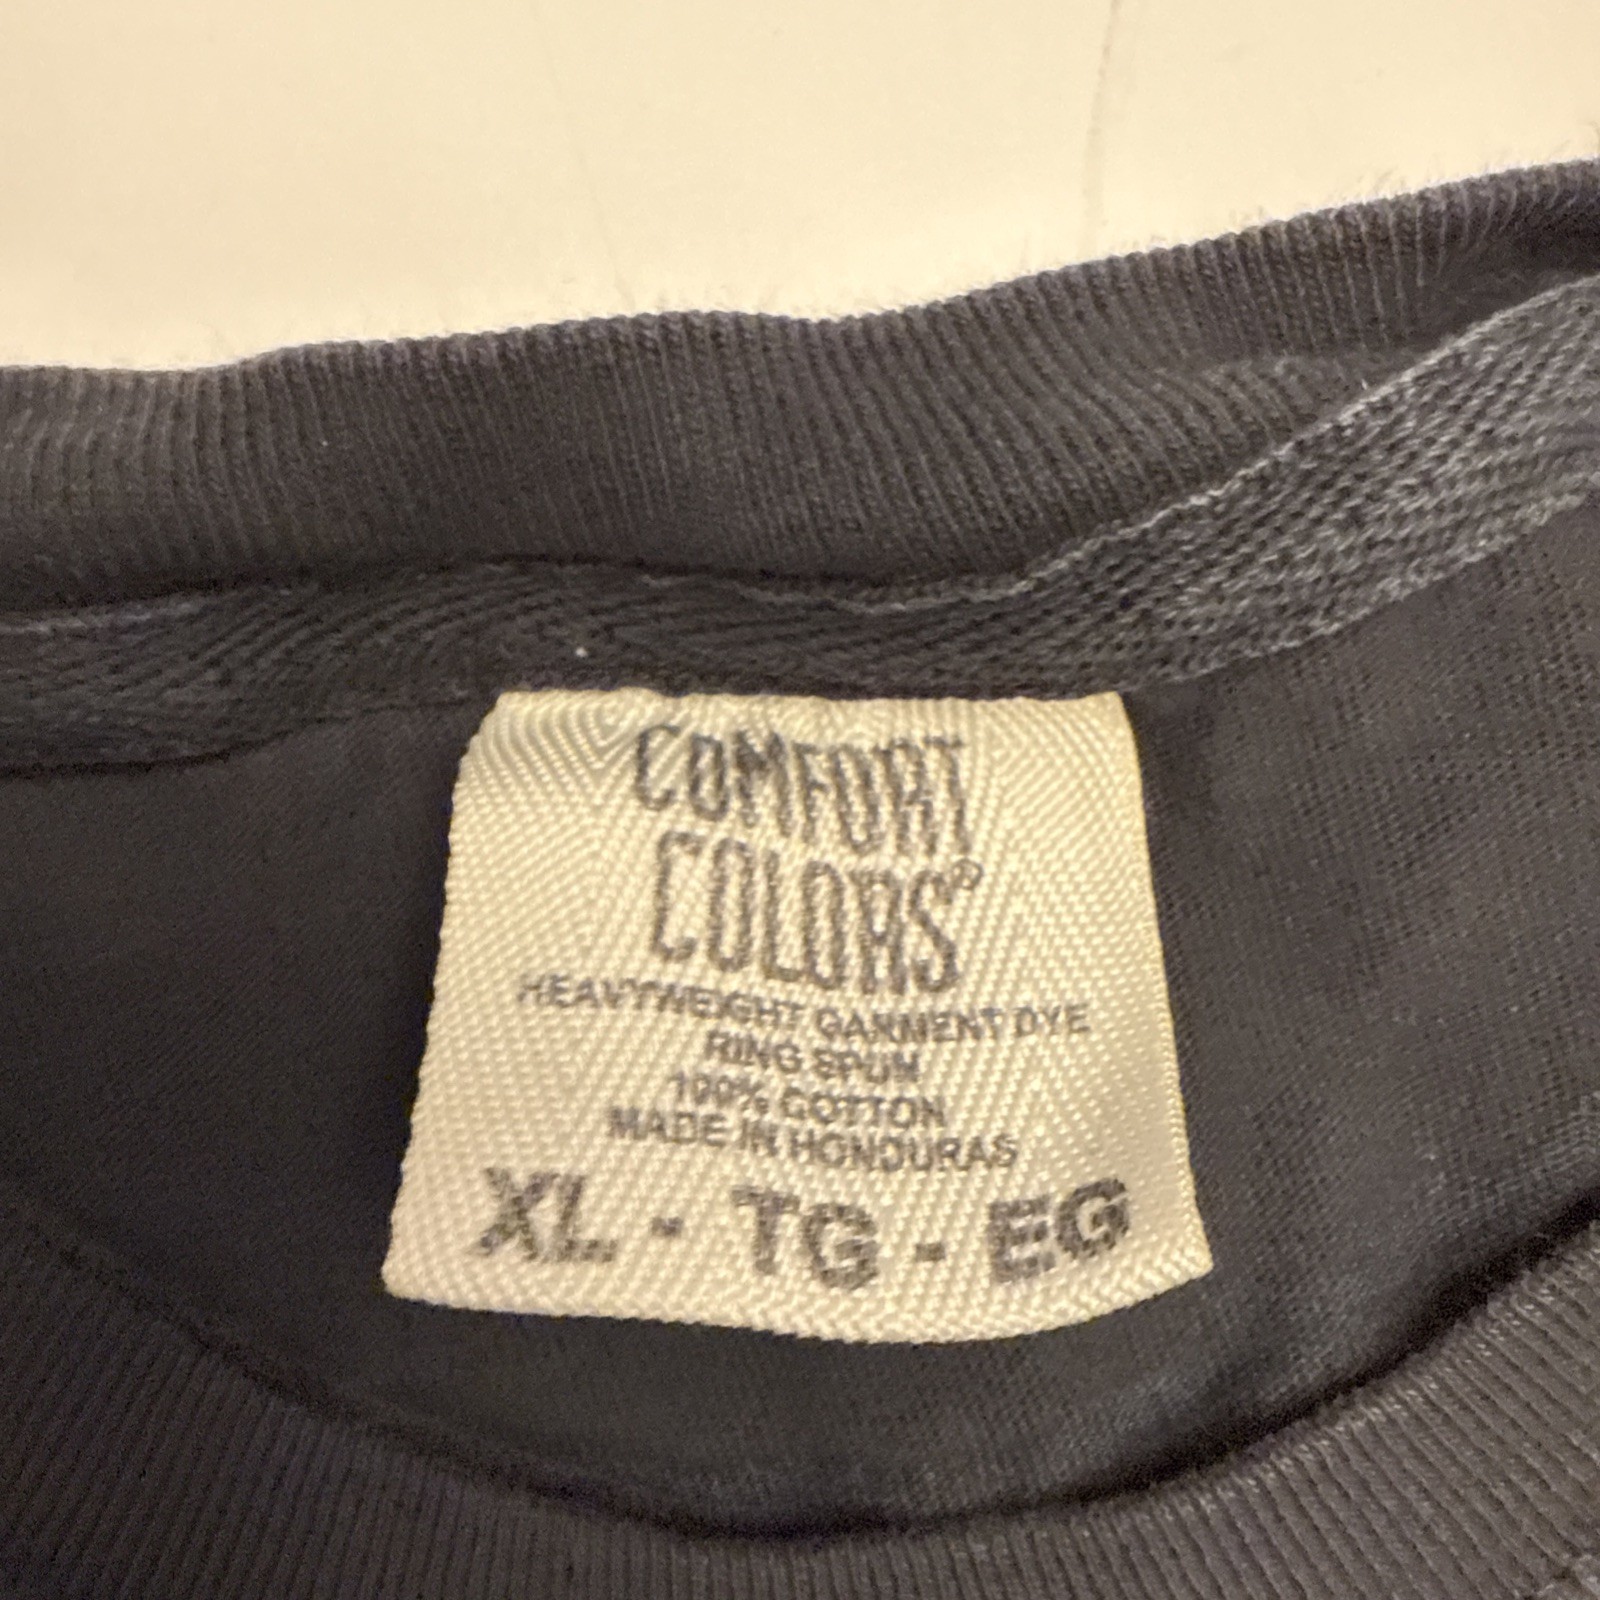 COMFORT
COLORS®
HEAVYWEIGHT GARMENT DYE
RING SPUN
100% COTTON
MADE IN HONDURAS
XL - TG - EG